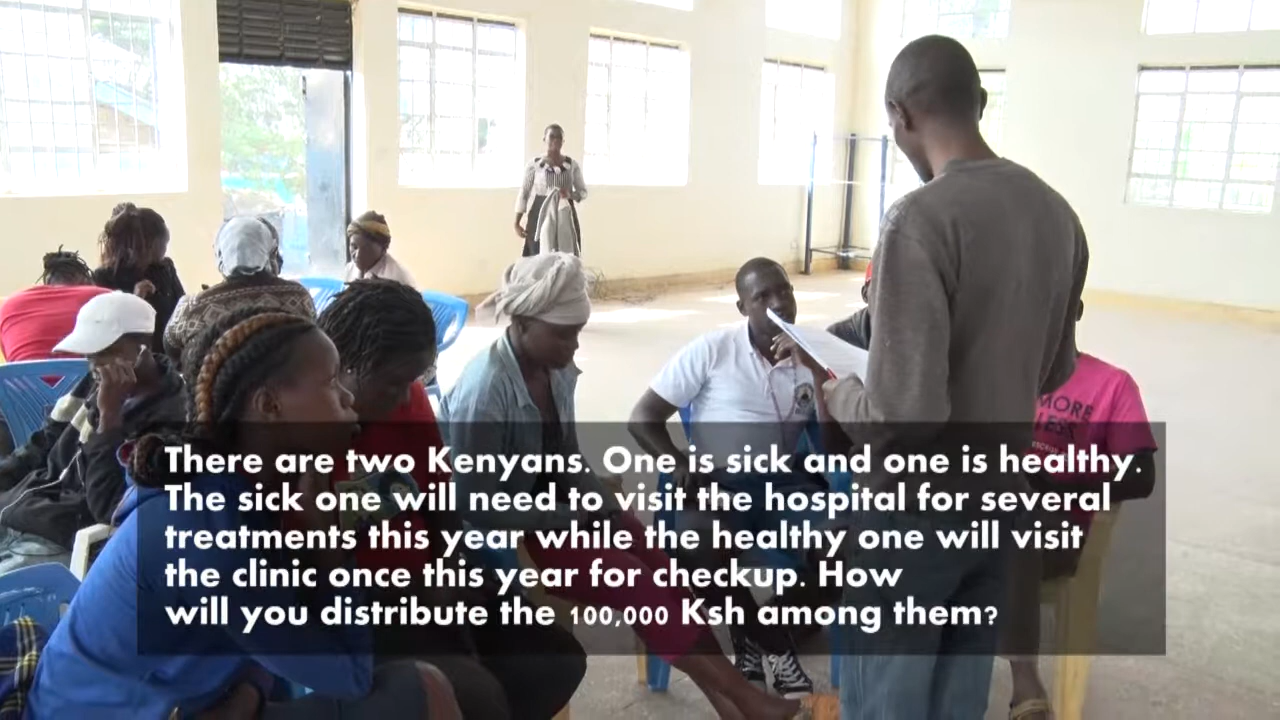 There are two Kenyans. One is sick and one is healthy.
The sick one will need to visit the hospital for several
treatments this year while the healthy one will visit
the clinic once this year for checkup. How
will you distribute the 100,000 Ksh among them?
MORE
LESS